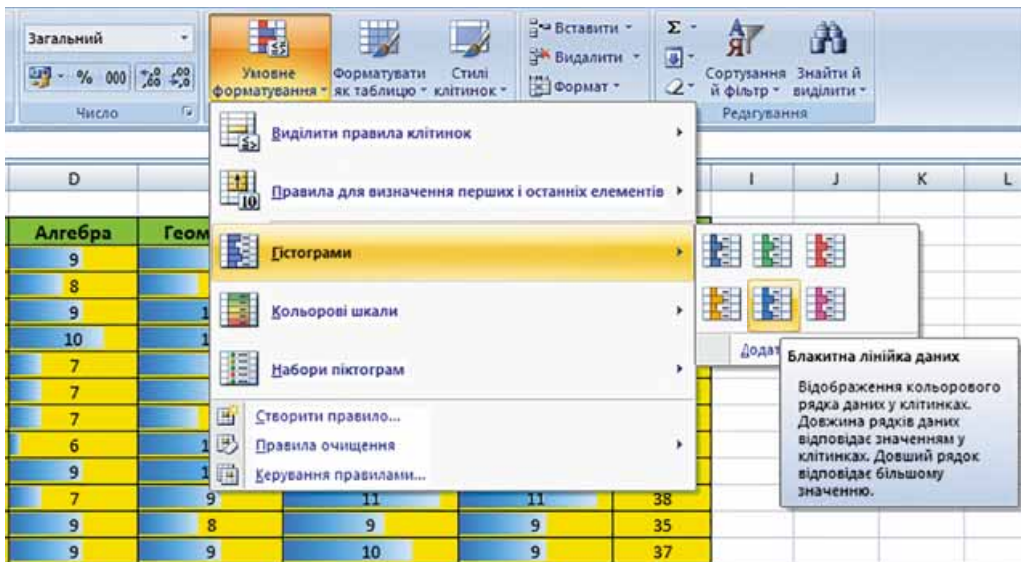 Загальний
% 000 ,00 ,00
Число
Умовне форматування
Форматувати як таблицю
Стилі клітинок
Вставити
Видалити
Формат
Σ
Сортування й фільтр
Знайти й виділити
Редагування
Виділити правила клітинок
Правила для визначення перших і останніх елементів
Гістограми
Кольорові шкали
Набори піктограм
Створити правило...
Правила очищення
Керування правилами...
Блакитна лінійка даних
Відображення кольорового
рядка даних у клітинках.
Довжина рядків даних
відповідає значенням у
клітинках. Довший рядок
відповідає більшому
значенню.
D I J K L
Алгебра
9
8
9
10
7
7
7
6
9
7 9 11 11 38
9 8 9 9 35
9 9 10 9 37